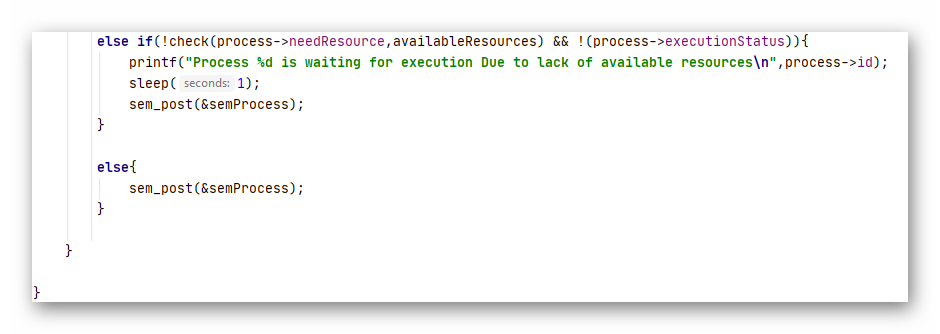 else if(!check(process->needResource,availableResources) && !(process->executionStatus)){
printf("Process %d is waiting for execution Due to lack of available resources\n",process->id);
sleep( seconds: 1);
sem_post(&semProcess);
}
else{
sem_post(&semProcess);
}
}
}